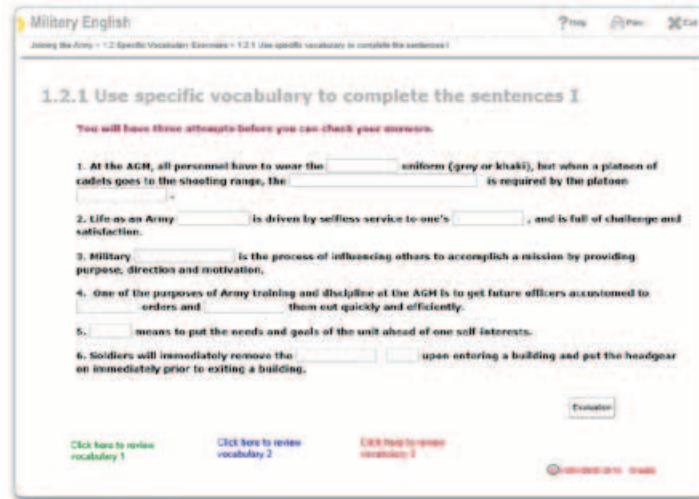 Military English
Help
Print
Exit
Joining the Army > 1.2 Specific Vocabulary Exercises > 1.2.1 Use specific vocabulary to complete the sentences I
1.2.1 Use specific vocabulary to complete the sentences I
You will have three attempts before you can check your answers.
1. At the AGM, all personnel have to wear the uniform (grey or khaki), but when a platoon of
cadets goes to the shooting range, the is required by the platoon
.
2. Life as an Army is driven by selfless service to one's , and is full of challenge and
satisfaction.
3. Military is the process of influencing others to accomplish a mission by providing
purpose, direction and motivation.
4. One of the purposes of Army training and discipline at the AGM is to get future officers accustomed to
orders and them out quickly and efficiently.
5. means to put the needs and goals of the unit ahead of one self-interests.
6. Soldiers will immediately remove the upon entering a building and put the headgear
on immediately prior to exiting a building.
Evaluation
Click here to review
vocabulary 1
Click here to review
vocabulary 2
Click here to review
vocabulary 3